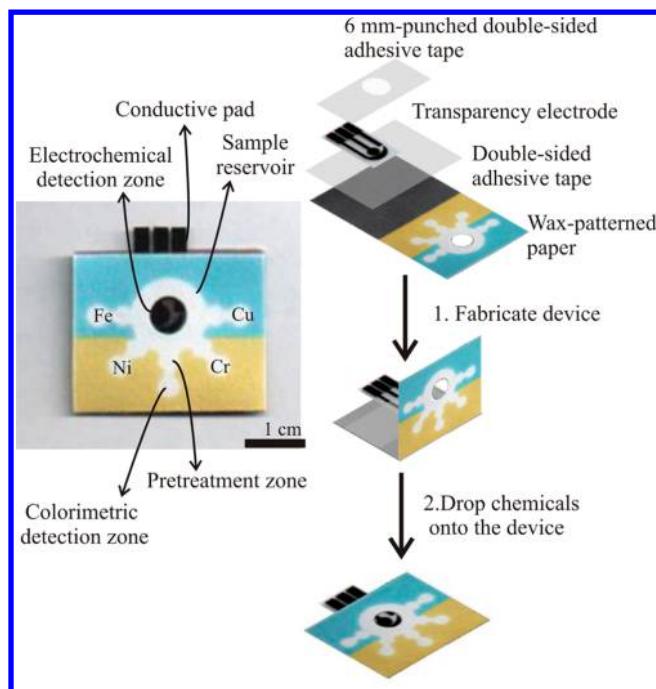 6 mm-punched double-sided
adhesive tape
Conductive pad
Transparency electrode
Electrochemical
detection zone
Sample
reservoir
Double-sided
adhesive tape
Wax-patterned
paper
Fe
Cu
1. Fabricate device
Ni
Cr
1 cm
Pretreatment zone
Colorimetric
detection zone
2.Drop chemicals
onto the device